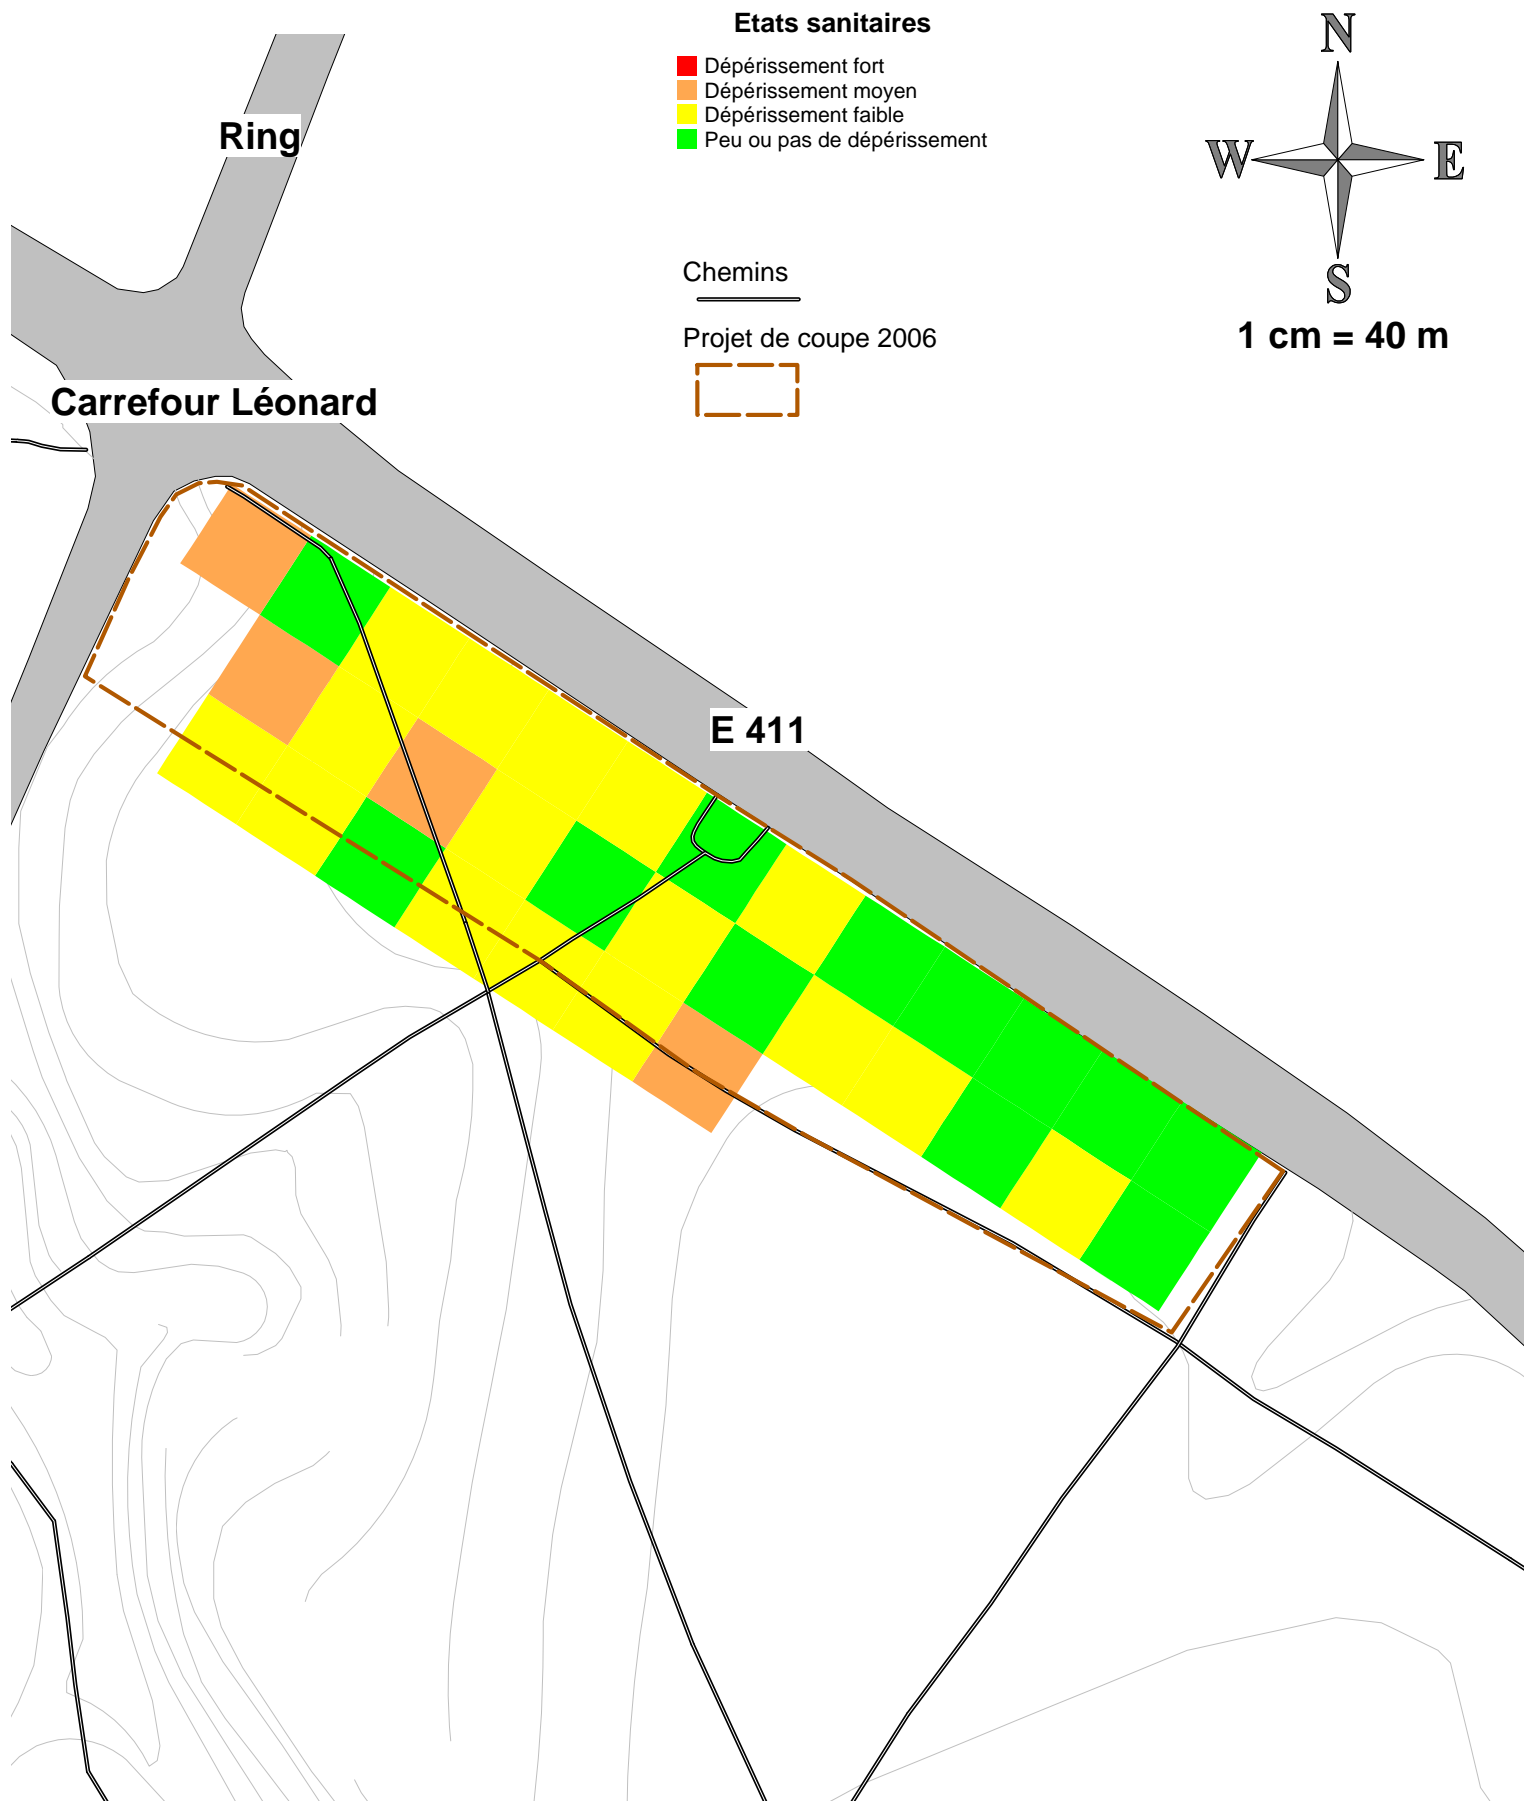 Etats sanitaires
Dépérissement fort
Dépérissement moyen
Dépérissement faible
Peu ou pas de dépérissement
N
W
E
S
1 cm = 40 m
Chemins
Projet de coupe 2006
Ring
Carrefour Léonard
E 411